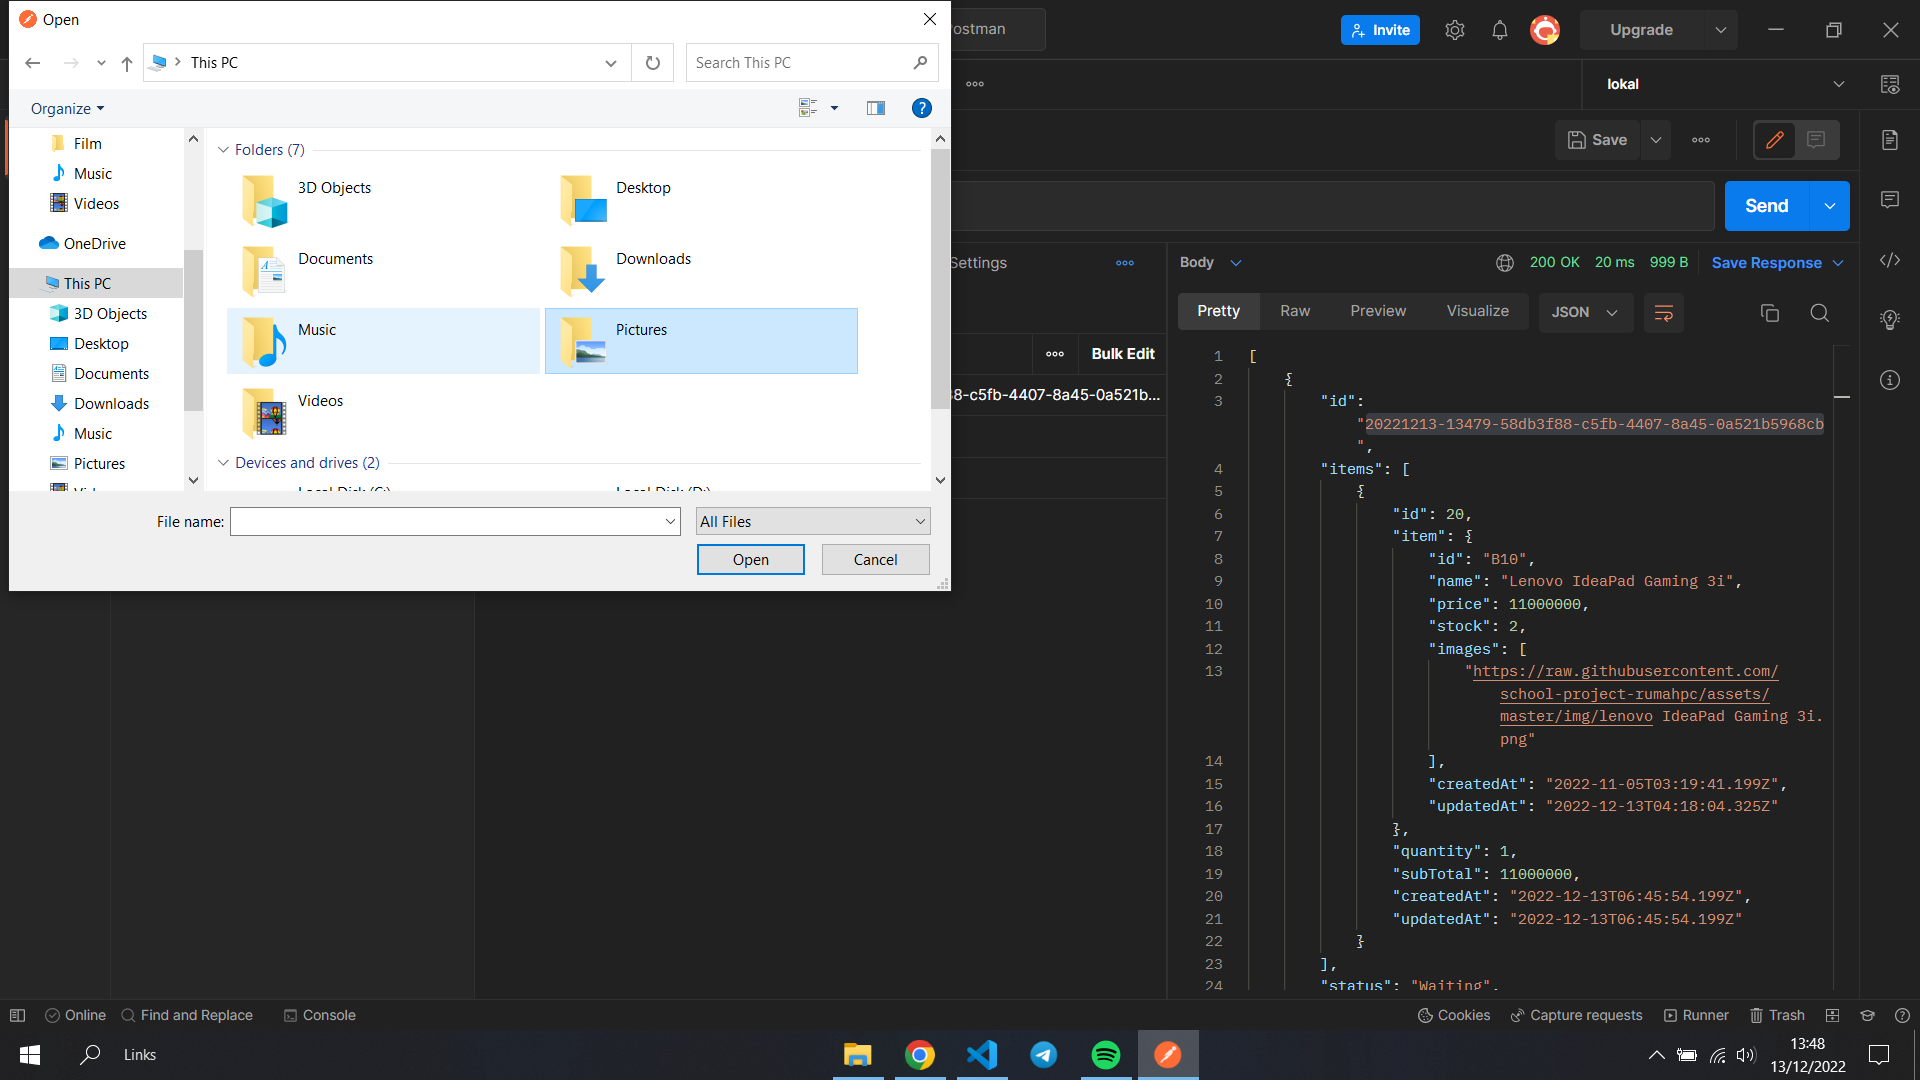 Open
This PC
Search This PC
Organize
Film
Music
Videos
OneDrive
This PC
3D Objects
Desktop
Documents
Downloads
Music
Pictures
Folders (7)
3D Objects
Desktop
Documents
Downloads
Music
Pictures
Videos
Devices and drives (2)
Local Disk (C:)
Local Disk (D:)
File name:
All Files
Open
Cancel
ostman
Invite
Upgrade
lokal
Save
Send
Settings
Body
200 OK
20 ms
999 B
Save Response
Pretty
Raw
Preview
Visualize
JSON
Bulk Edit
38-c5fb-4407-8a45-0a521b...
1 [
2 {
3 "id":
"20221213-13479-58db3f88-c5fb-4407-8a45-0a521b5968cb
",
4 "items": [
5 {
6 "id": 20,
7 "item": {
8 "id": "B10",
9 "name": "Lenovo IdeaPad Gaming 3i",
10 "price": 11000000,
11 "stock": 2,
12 "images": [
13 "https://raw.githubusercontent.com/
school-project-rumahpc/assets/
master/img/lenovo IdeaPad Gaming 3i.
png"
14 ],
15 "createdAt": "2022-11-05T03:19:41.199Z",
16 "updatedAt": "2022-12-13T04:18:04.325Z"
17 },
18 "quantity": 1,
19 "subTotal": 11000000,
20 "createdAt": "2022-12-13T06:45:54.199Z",
21 "updatedAt": "2022-12-13T06:45:54.199Z"
22 }
23 ],
24 "status": "Waiting",
Online
Find and Replace
Console
Cookies
Capture requests
Runner
Trash
Links
13:48
13/12/2022